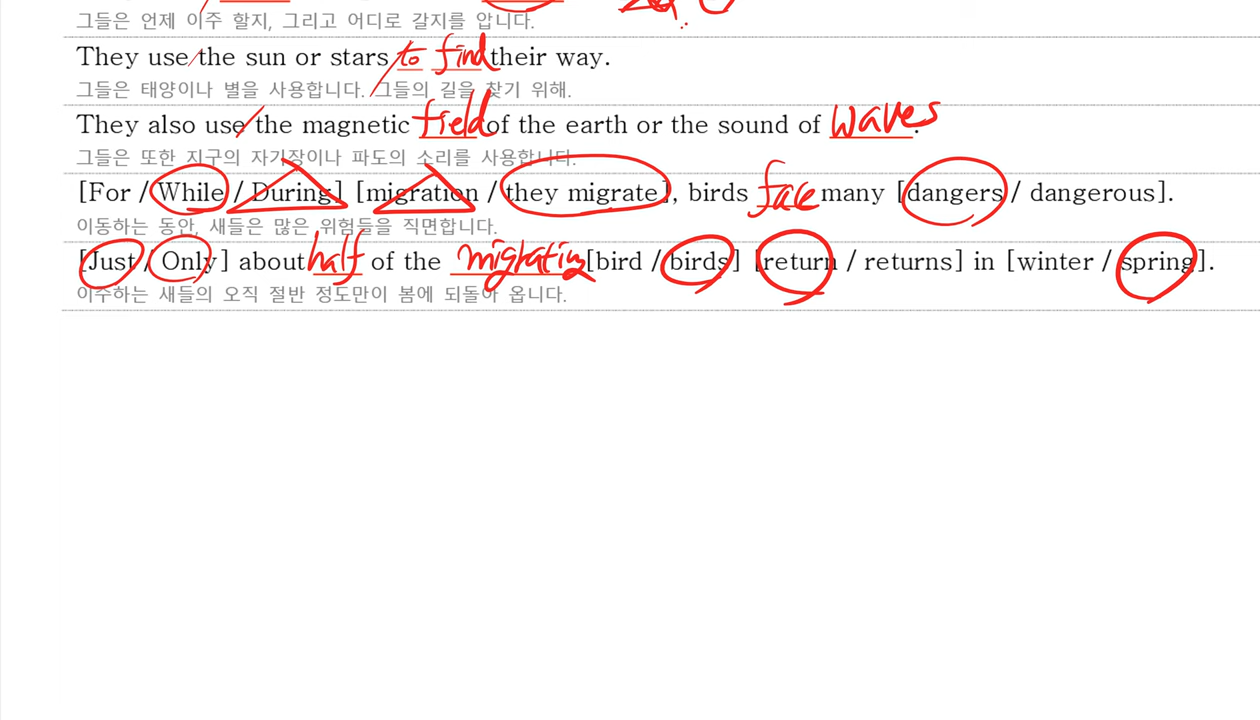 그들은 언제 이주 할지, 그리고 어디로 갈지를 압니다.
They use / the sun or stars / to find their way.
그들은 태양이나 별을 사용합니다. 그들의 길을 찾기 위해.
They also use / the magnetic field of the earth or the sound of waves.
그들은 또한 지구의 자기장이나 파도의 소리를 사용합니다.
[For / While / During] [migration / they migrate], birds face many [dangers / dangerous].
이동하는 동안, 새들은 많은 위험들을 직면합니다.
[Just / Only] about half of the migrating [bird / birds] [return / returns] in [winter / spring].
이주하는 새들의 오직 절반 정도만이 봄에 되돌아 옵니다.